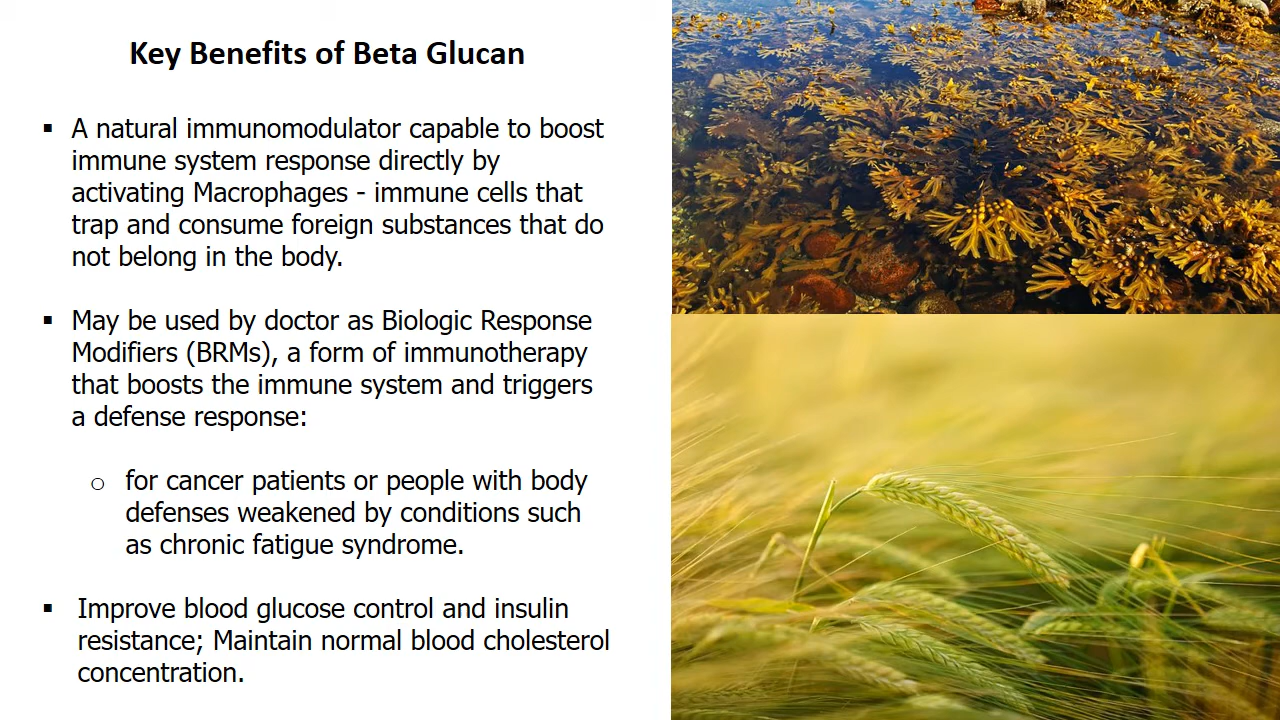 Key Benefits of Beta Glucan
▪ A natural immunomodulator capable to boost
immune system response directly by
activating Macrophages - immune cells that
trap and consume foreign substances that do
not belong in the body.
▪ May be used by doctor as Biologic Response
Modifiers (BRMs), a form of immunotherapy
that boosts the immune system and triggers
a defense response:
o for cancer patients or people with body
defenses weakened by conditions such
as chronic fatigue syndrome.
▪ Improve blood glucose control and insulin
resistance; Maintain normal blood cholesterol
concentration.